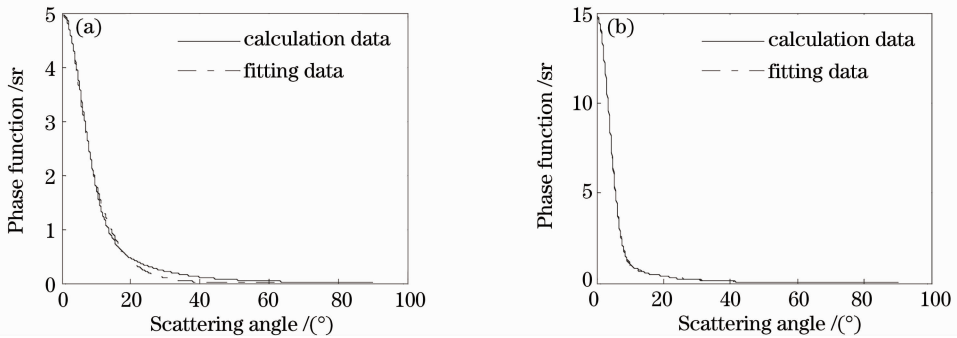 (a)
calculation data
fitting data
5
4
3
2
1
0
Phase function /sr
0 20 40 60 80 100
Scattering angle /(°)
(b)
calculation data
fitting data
15
10
5
0
Phase function /sr
0 20 40 60 80 100
Scattering angle /(°)